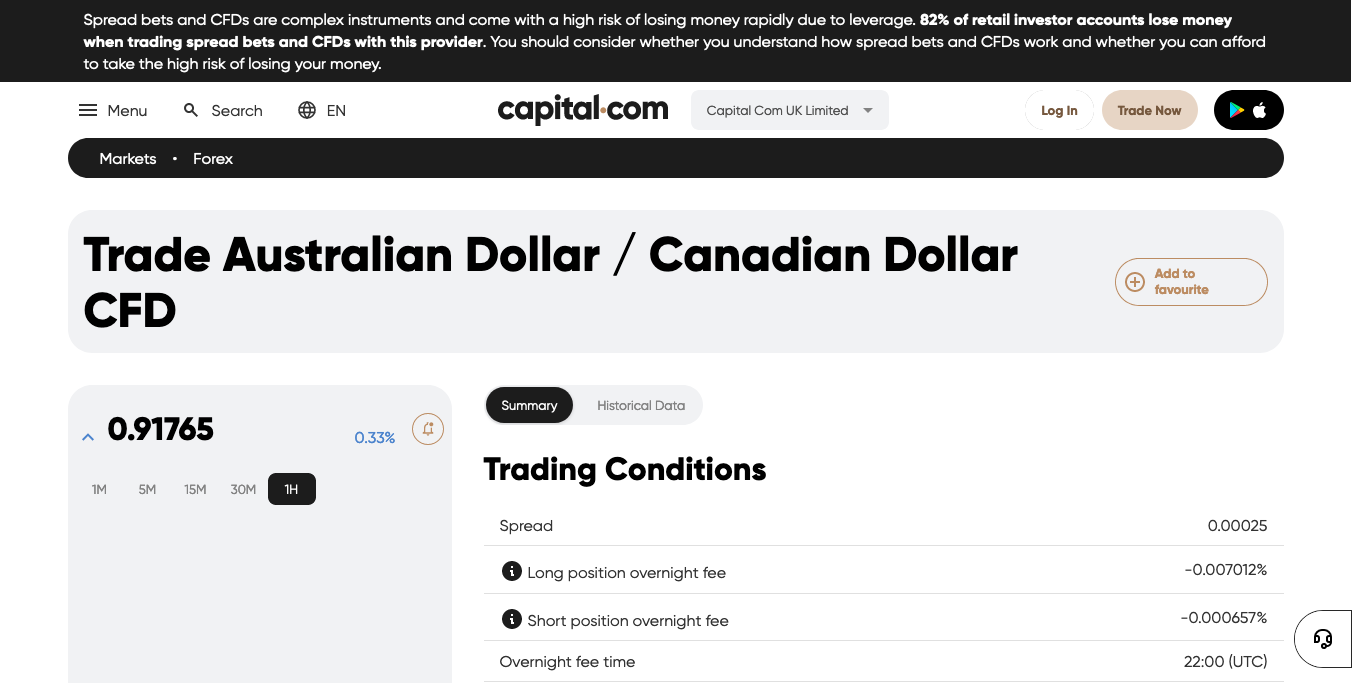 Spread bets and CFDs are complex instruments and come with a high risk of losing money rapidly due to leverage. 82% of retail investor accounts lose money
when trading spread bets and CFDs with this provider. You should consider whether you understand how spread bets and CFDs work and whether you can afford
to take the high risk of losing your money.
Menu
Search
EN
capital.com
Capital Com UK Limited
Log In
Trade Now
Markets • Forex
Trade Australian Dollar / Canadian Dollar
CFD
Add to
favourite
0.91765
0.33%
1M 5M 15M 30M 1H
Summary
Historical Data
Trading Conditions
Spread 0.00025
Long position overnight fee -0.007012%
Short position overnight fee -0.000657%
Overnight fee time 22:00 (UTC)